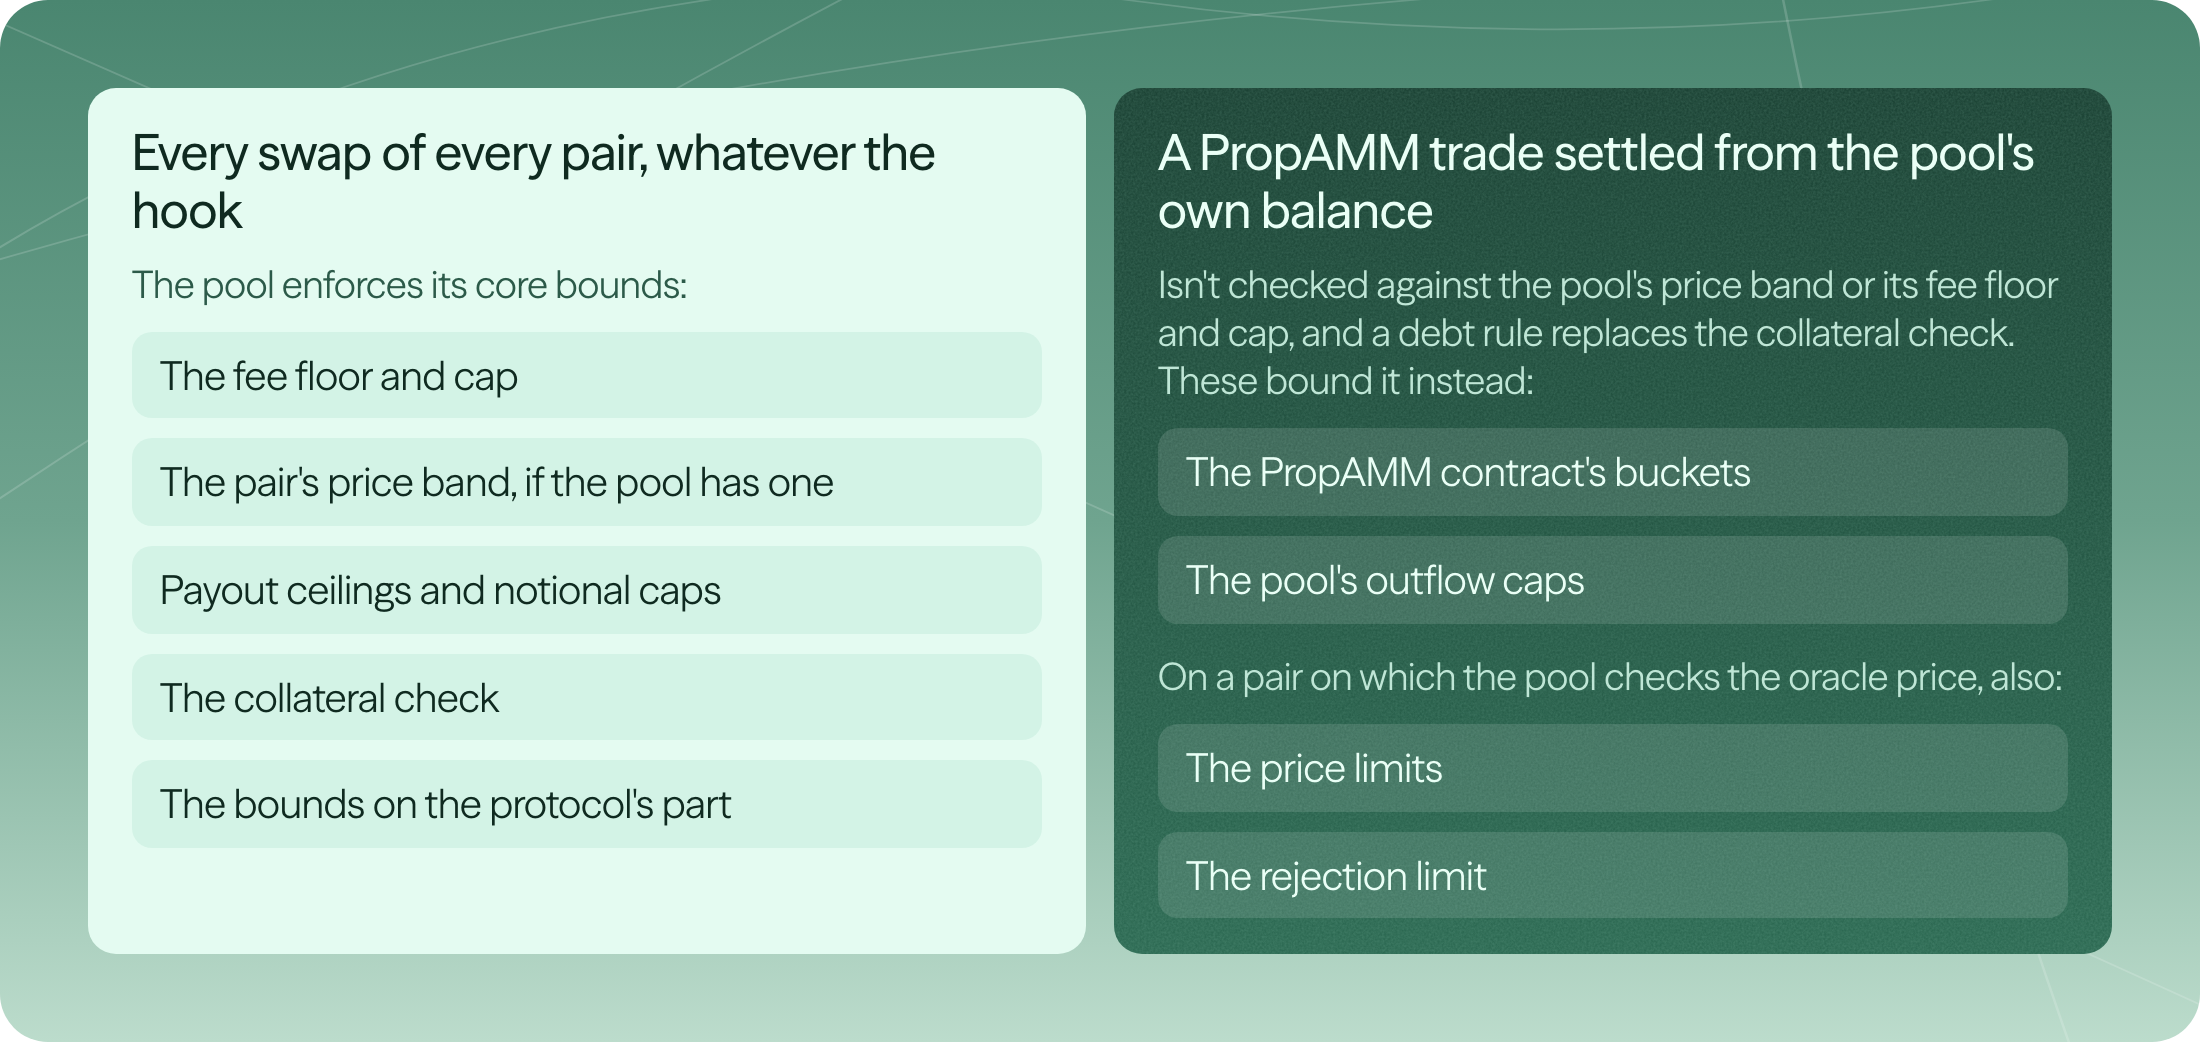 Every swap of every pair, whatever the
hook
The pool enforces its core bounds:
The fee floor and cap
The pair's price band, if the pool has one
Payout ceilings and notional caps
The collateral check
The bounds on the protocol's part
A PropAMM trade settled from the pool's
own balance
Isn't checked against the pool's price band or its fee floor
and cap, and a debt rule replaces the collateral check.
These bound it instead:
The PropAMM contract's buckets
The pool's outflow caps
On a pair on which the pool checks the oracle price, also:
The price limits
The rejection limit